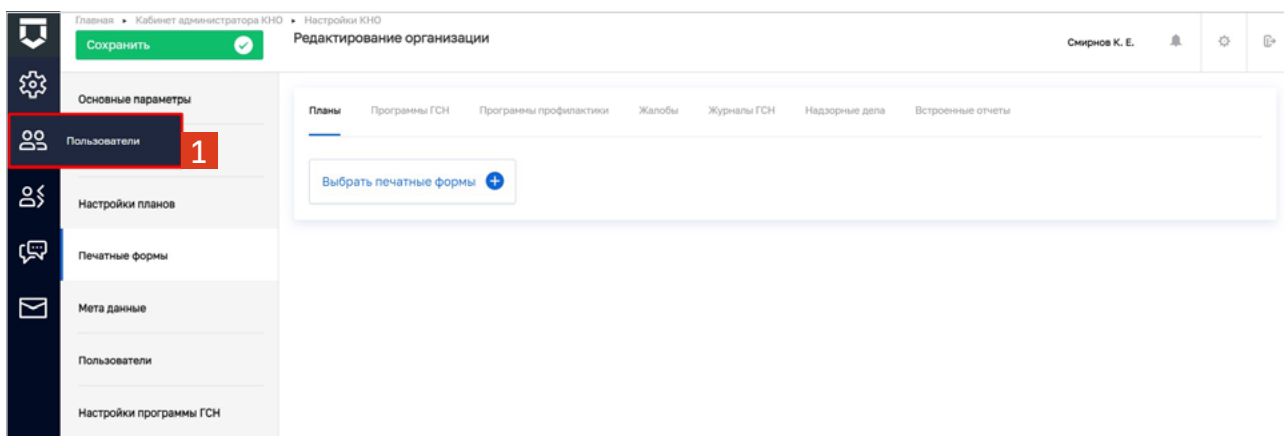 Главная ▸ Кабинет администратора КНО ▸ Настройки КНО
Сохранить
Редактирование организации
Смирнов К. Е.
Основные параметры
Пользователи
1
Настройки планов
Печатные формы
Мета данные
Пользователи
Настройки программы ГСН
Планы Программы ГСН Программы профилактики Жалобы Журналы ГСН Надзорные дела Встроенные отчеты
Выбрать печатные формы